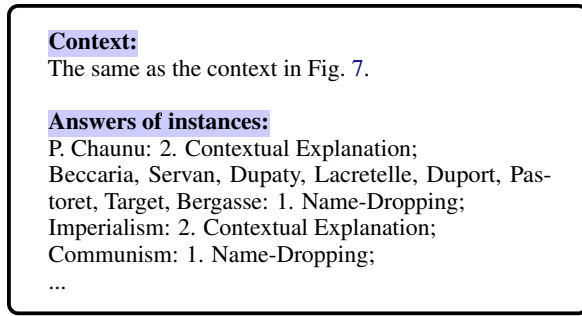 Context:
The same as the context in Fig. 7.
Answers of instances:
P. Chaunu: 2. Contextual Explanation;
Beccaria, Servan, Dupaty, Lacretelle, Duport, Pas-
toret, Target, Bergasse: 1. Name-Dropping;
Imperialism: 2. Contextual Explanation;
Communism: 1. Name-Dropping;
...